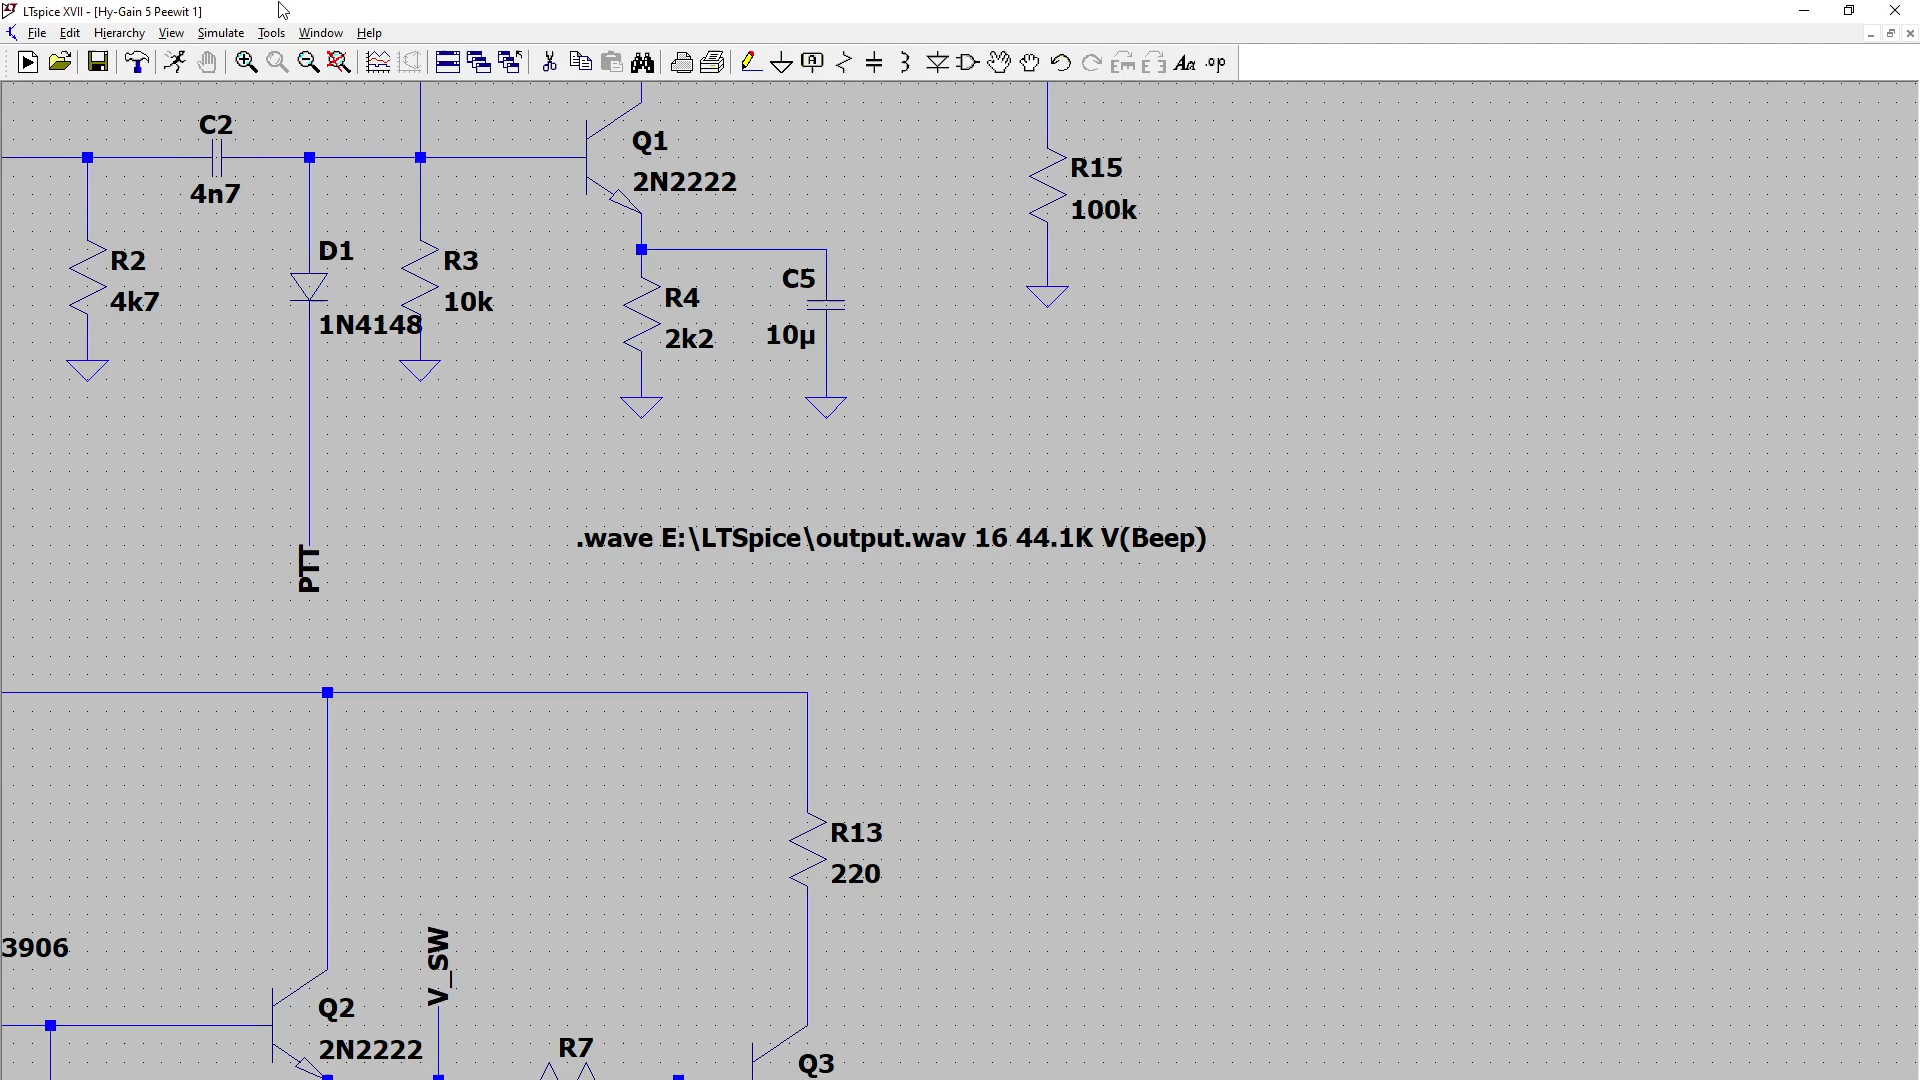 LTspice XVII - [Hy-Gain 5 Peewit 1]
File Edit Hierarchy View Simulate Tools Window Help
C2
4n7
Q1
2N2222
R15
100k
R2
4k7
D1
1N4148
R3
10k
R4
2k2
C5
10µ
PTT
.wave E:\LTSpice\output.wav 16 44.1K V(Beep)
R13
220
3906
V_SW
Q2
2N2222
R7
Q3